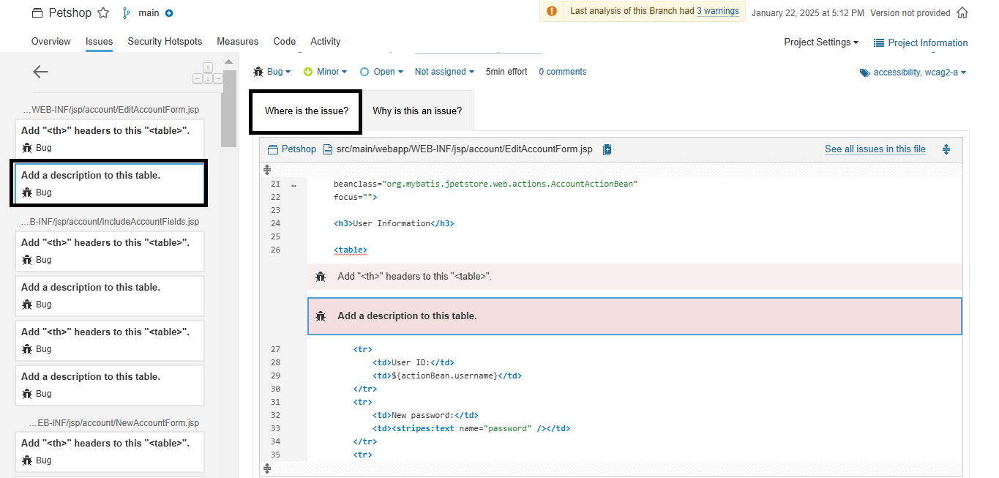 Petshop main Last analysis of this Branch had 3 warnings January 22, 2025 at 5:12 PM Version not provided
Overview Issues Security Hotspots Measures Code Activity Project Settings Project Information
Bug Minor Open Not assigned 5min effort 0 comments accessibility, wcag2-a
…WEB-INF/jsp/account/EditAccountForm.jsp
Add "<th>" headers to this "<table>".
Bug
Add a description to this table.
Bug
…B-INF/jsp/account/IncludeAccountFields.jsp
Add "<th>" headers to this "<table>".
Bug
Add a description to this table.
Bug
Add "<th>" headers to this "<table>".
Bug
Add a description to this table.
Bug
…EB-INF/jsp/account/NewAccountForm.jsp
Add "<th>" headers to this "<table>".
Bug
Where is the issue? Why is this an issue?
Petshop src/main/webapp/WEB-INF/jsp/account/EditAccountForm.jsp See all issues in this file
21 … beanclass="org.mybatis.jpetstore.web.actions.AccountActionBean"
22 focus="">
23
24 <h3>User Information</h3>
25
26 <table>
Add "<th>" headers to this "<table>".
Add a description to this table.
27 <tr>
28 <td>User ID:</td>
29 <td>${actionBean.username}</td>
30 </tr>
31 <tr>
32 <td>New password:</td>
33 <td><stripes:text name="password" /></td>
34 </tr>
35 <tr>